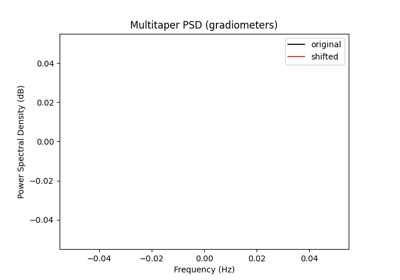 Multitaper PSD (gradiometers)
original
shifted
Power Spectral Density (dB)
0.04
0.02
0.00
−0.02
−0.04
−0.04
−0.02
0.00
0.02
0.04
Frequency (Hz)